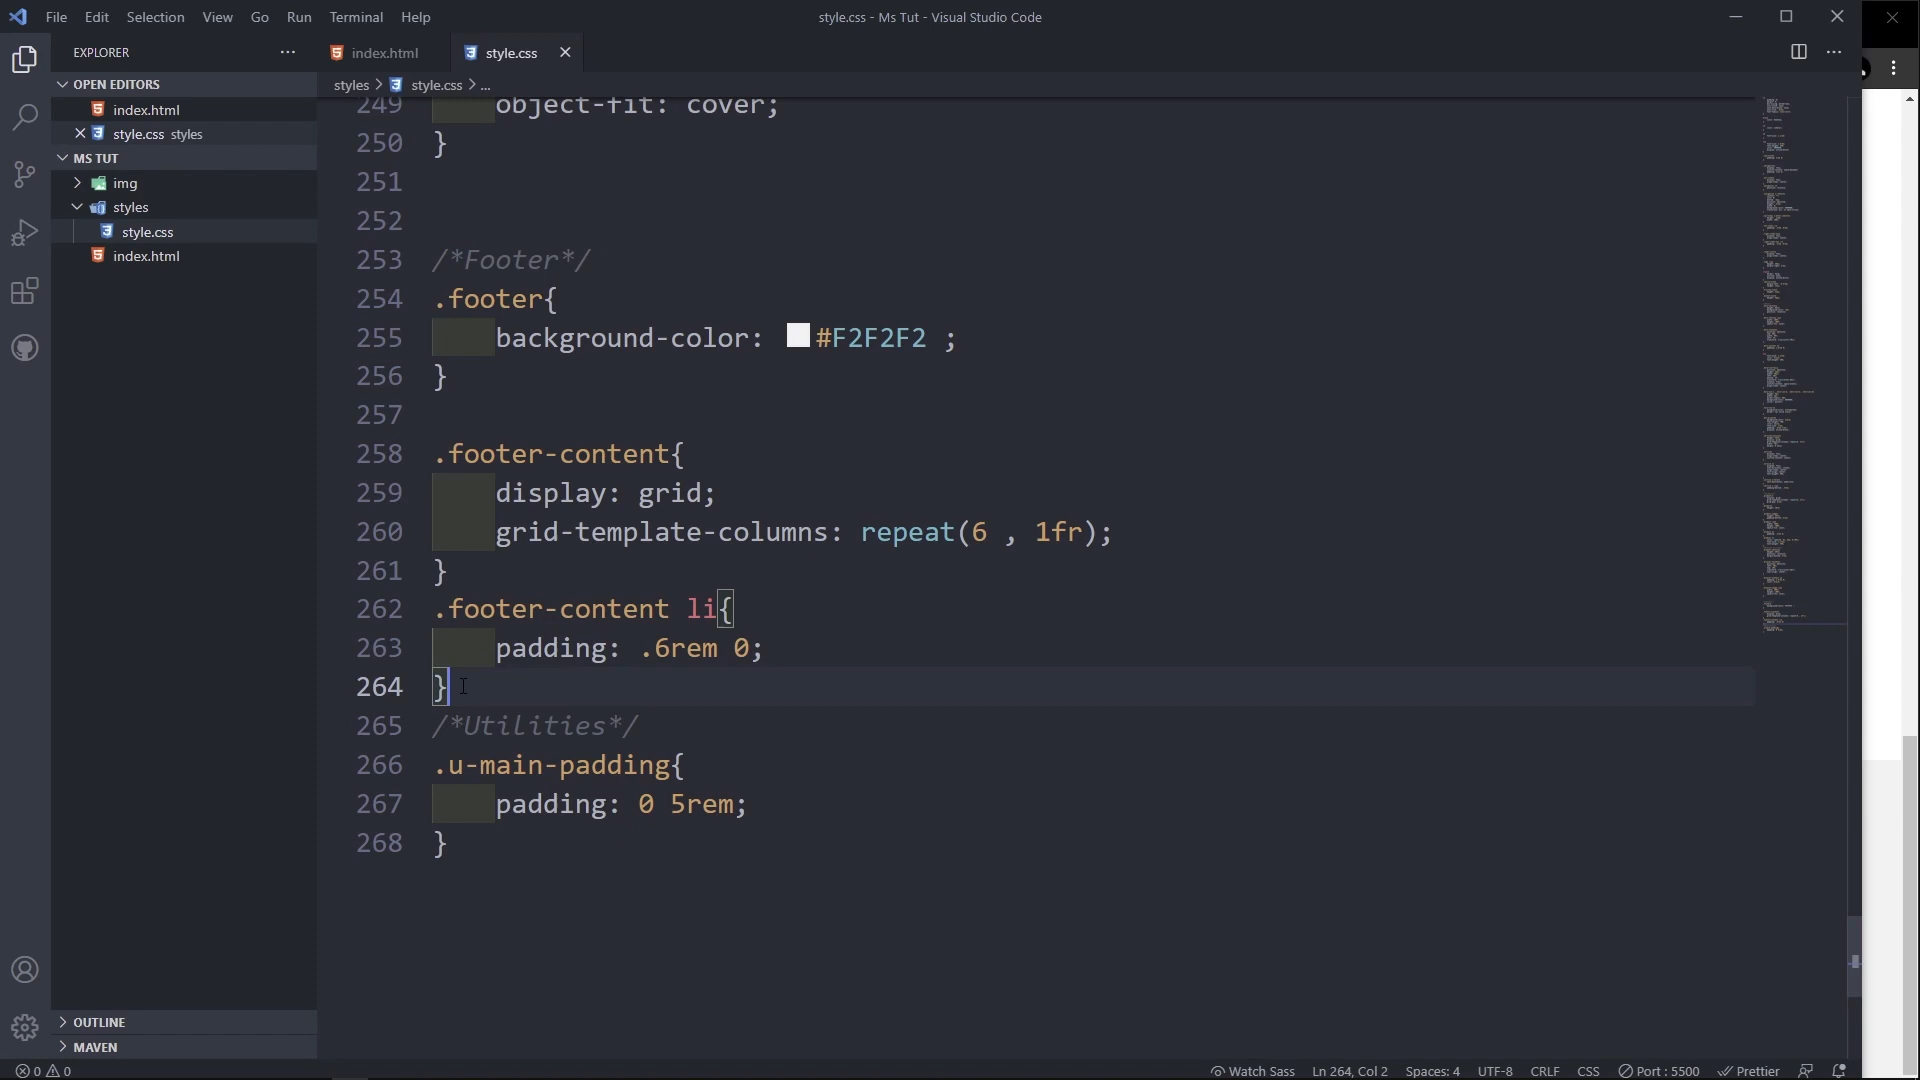 File Edit Selection View Go Run Terminal Help
style.css - Ms Tut - Visual Studio Code
EXPLORER
OPEN EDITORS
index.html
style.css styles
MS TUT
img
styles
style.css
index.html
OUTLINE
MAVEN
index.html
style.css
styles > style.css > ...
249 object-fit: cover;
250 }
251
252
253 /*Footer*/
254 .footer{
255 background-color: #F2F2F2 ;
256 }
257
258 .footer-content{
259 display: grid;
260 grid-template-columns: repeat(6 , 1fr);
261 }
262 .footer-content li{
263 padding: .6rem 0;
264 }
265 /*Utilities*/
266 .u-main-padding{
267 padding: 0 5rem;
268 }
0 0
Watch Sass Ln 264, Col 2 Spaces: 4 UTF-8 CRLF CSS Port : 5500 Prettier